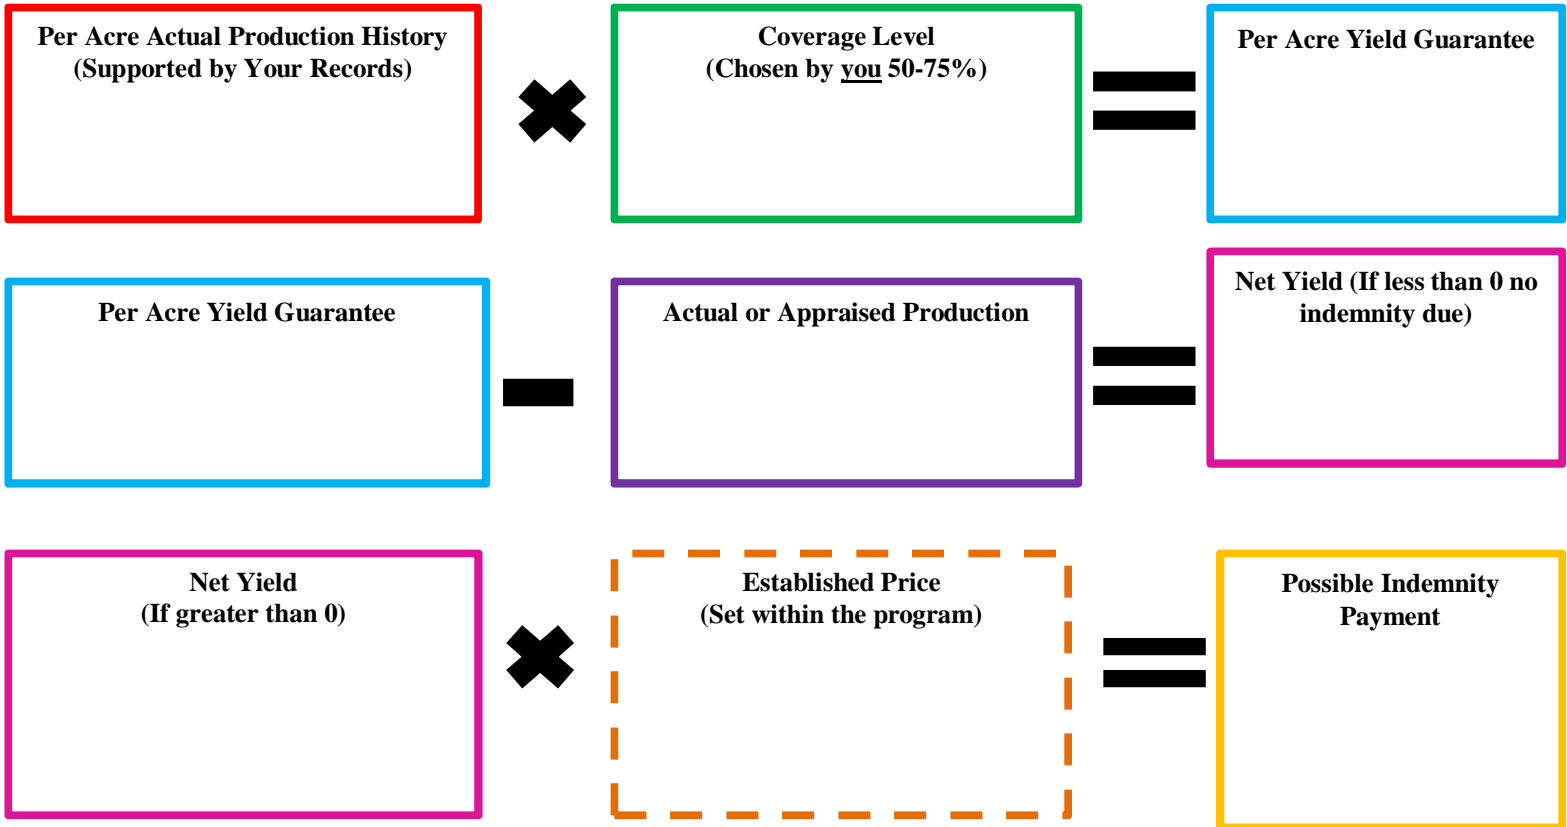 Per Acre Actual Production History
(Supported by Your Records)
Coverage Level
(Chosen by you 50-75%)
Per Acre Yield Guarantee
Per Acre Yield Guarantee
Actual or Appraised Production
Net Yield (If less than 0 no
indemnity due)
Net Yield
(If greater than 0)
Established Price
(Set within the program)
Possible Indemnity
Payment